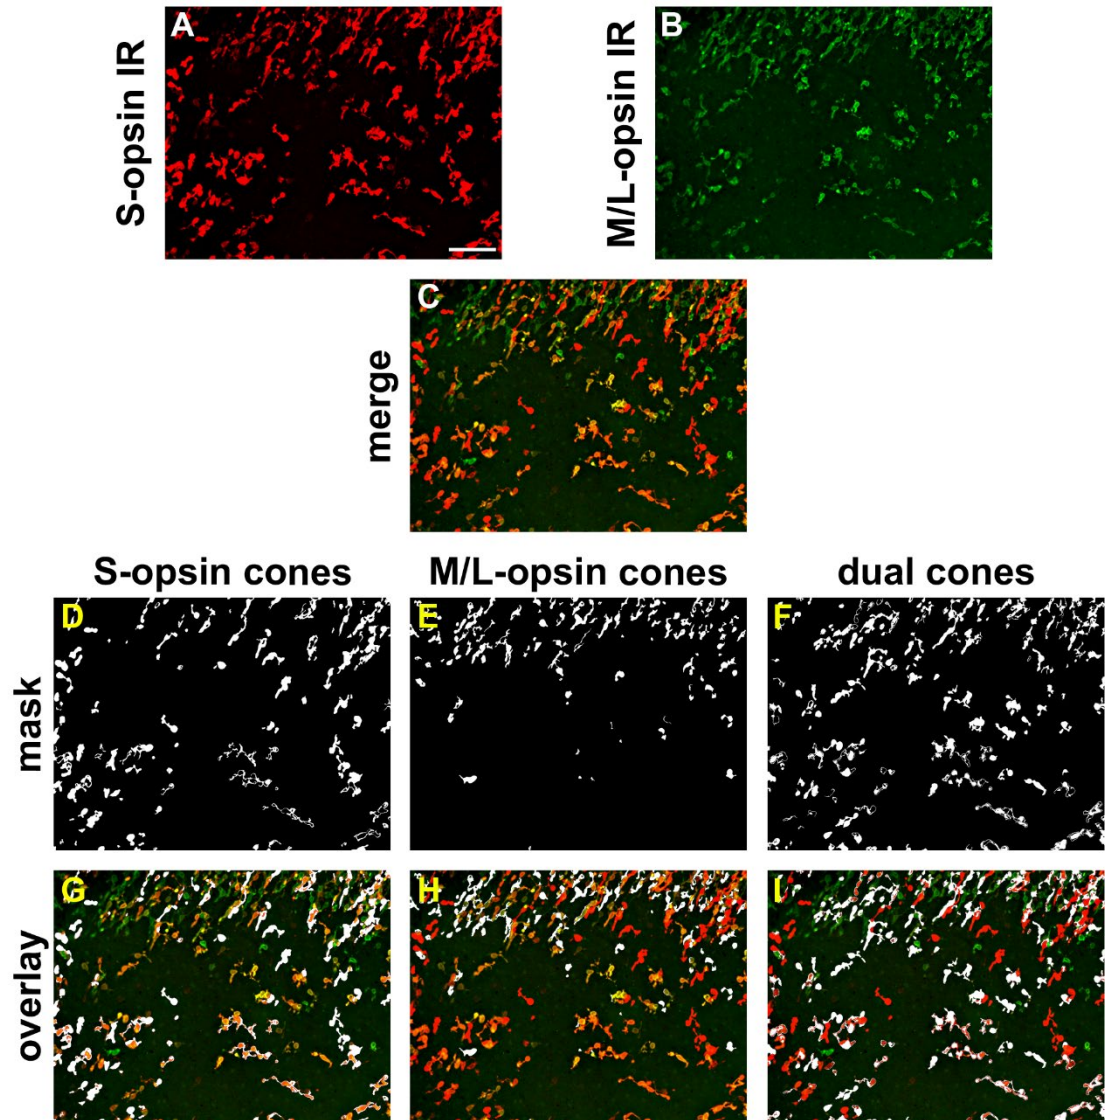 S-opsin IR
A
M/L-opsin IR
B
merge
C
S-opsin cones
M/L-opsin cones
dual cones
mask
D
E
F
overlay
G
H
I